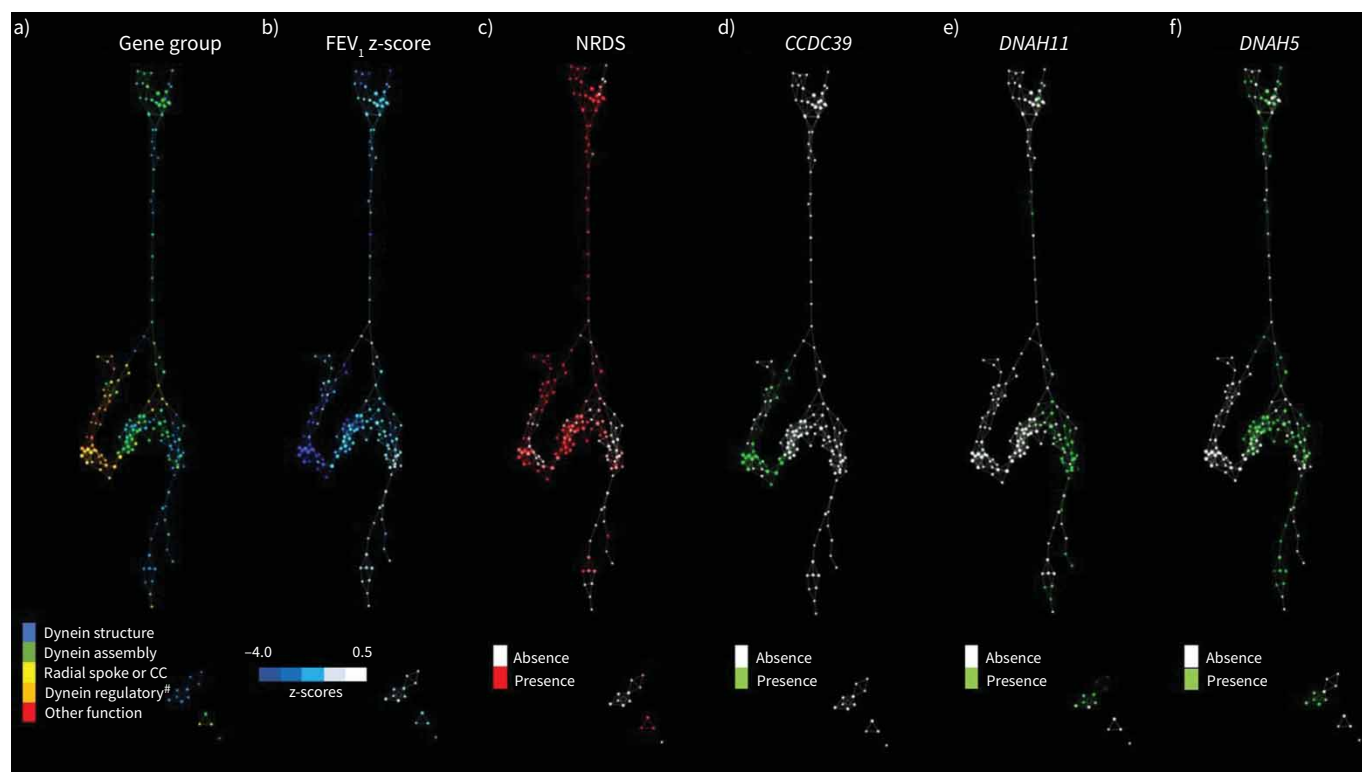 a)
Gene group
b)
FEV1 z-score
c)
NRDS
d)
CCDC39
e)
DNAH11
f)
DNAH5
Dynein structure
Dynein assembly
Radial spoke or CC
Dynein regulatory#
Other function
–4.0 0.5
z-scores
Absence
Presence
Absence
Presence
Absence
Presence
Absence
Presence